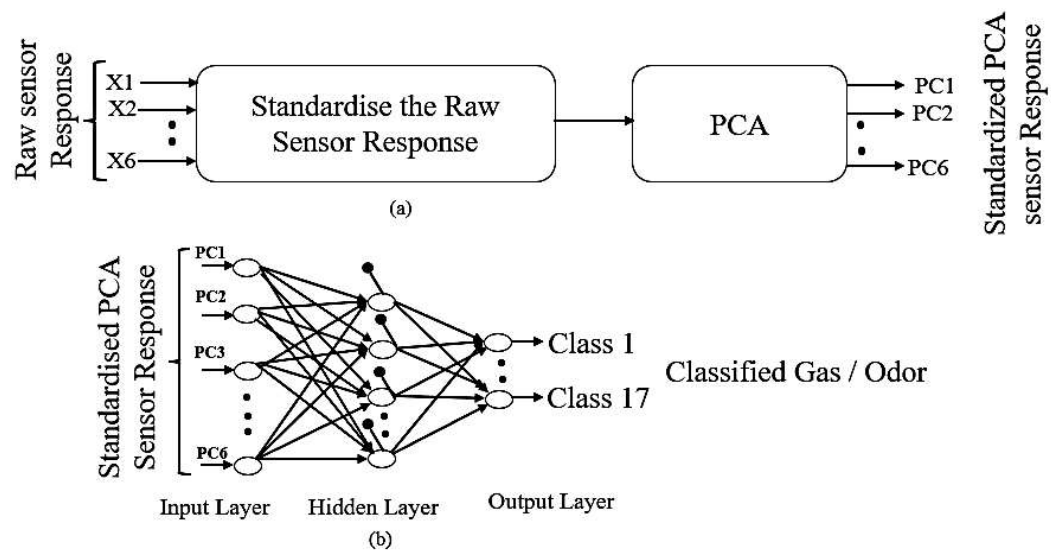 Raw sensor
Response
X1
X2
X6
Standardise the Raw
Sensor Response
PCA
PC1
PC2
PC6
Standardized PCA
sensor Response
(a)
Standardised PCA
Sensor Response
PC1
PC2
PC3
PC6
Class 1
Class 17
Classified Gas / Odor
Input Layer
Hidden Layer
Output Layer
(b)